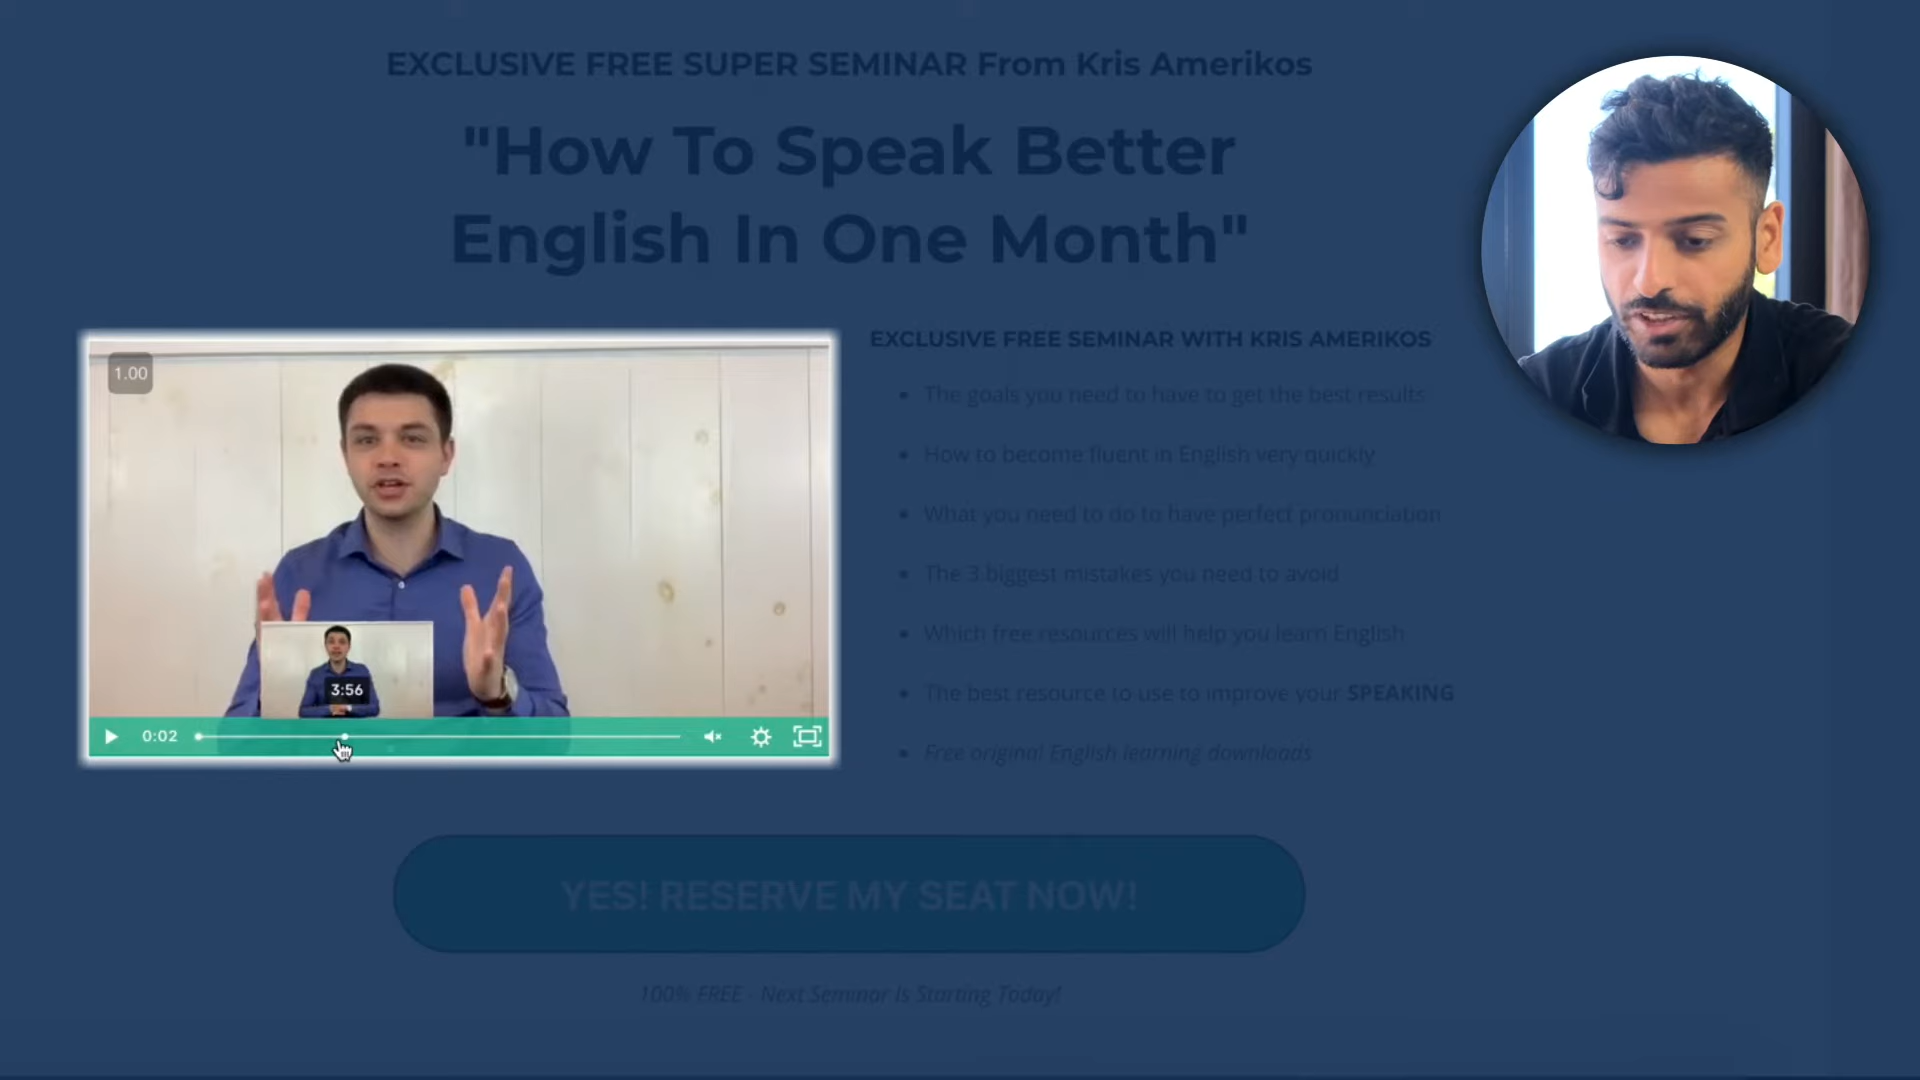 EXCLUSIVE FREE SUPER SEMINAR From Kris Amerikos
"How To Speak Better
English In One Month"
1.00
3:56
0:02
EXCLUSIVE FREE SEMINAR WITH KRIS AMERIKOS
• The goals you need to have to get the best results
• How to become fluent in English very quickly
• What you need to do to have perfect pronunciation
• The 3 biggest mistakes you need to avoid
• Which free resources will help you learn English
• The best resource to use to improve your SPEAKING
• Free original English learning downloads
YES! RESERVE MY SEAT NOW!
100% FREE - Next Seminar Is Starting Today!